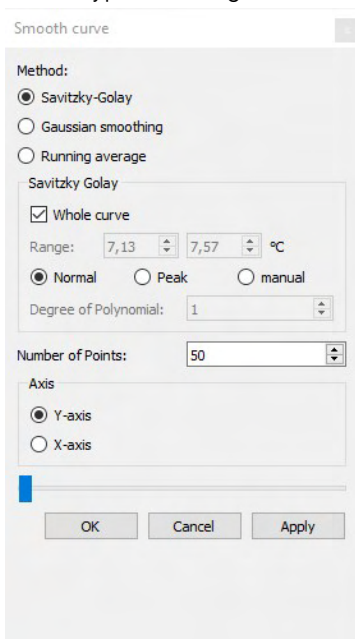 Smooth curve
Method:
Savitzky-Golay
Gaussian smoothing
Running average
Savitzky Golay
Whole curve
Range: 7,13 7,57 °C
Normal Peak manual
Degree of Polynomial: 1
Number of Points: 50
Axis
Y-axis
X-axis
OK Cancel Apply